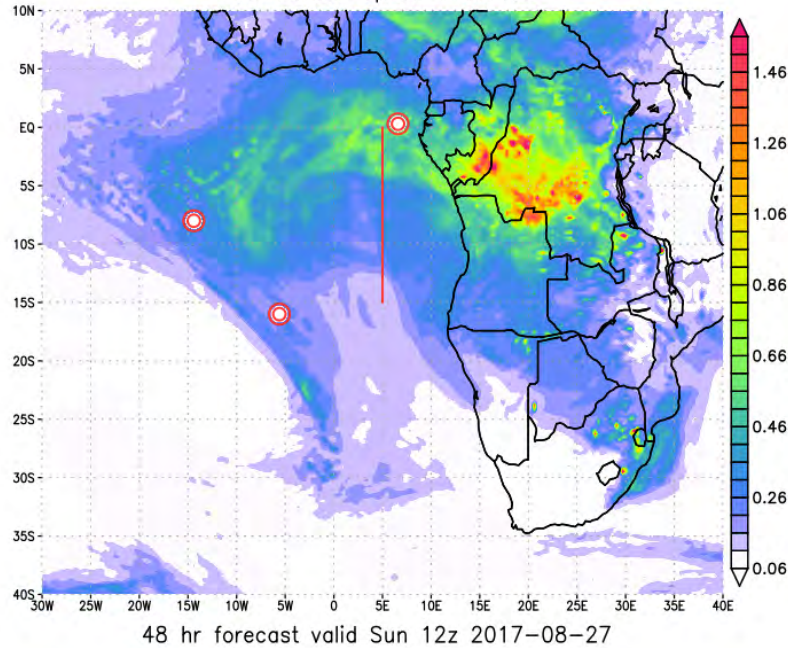 10N
5N
EQ
5S
10S
15S
20S
25S
30S
35S
40S
30W 25W 20W 15W 10W 5W 0 5E 10E 15E 20E 25E 30E 35E 40E
1.46
1.26
1.06
0.86
0.66
0.46
0.26
0.06
48 hr forecast valid Sun 12z 2017-08-27